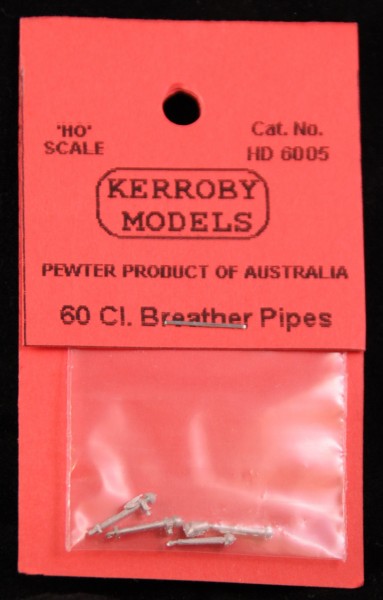 'HO'
SCALE
Cat. No.
HD 6005
KERROBY
MODELS
PEWTER PRODUCT OF AUSTRALIA
60 Cl. Breather Pipes